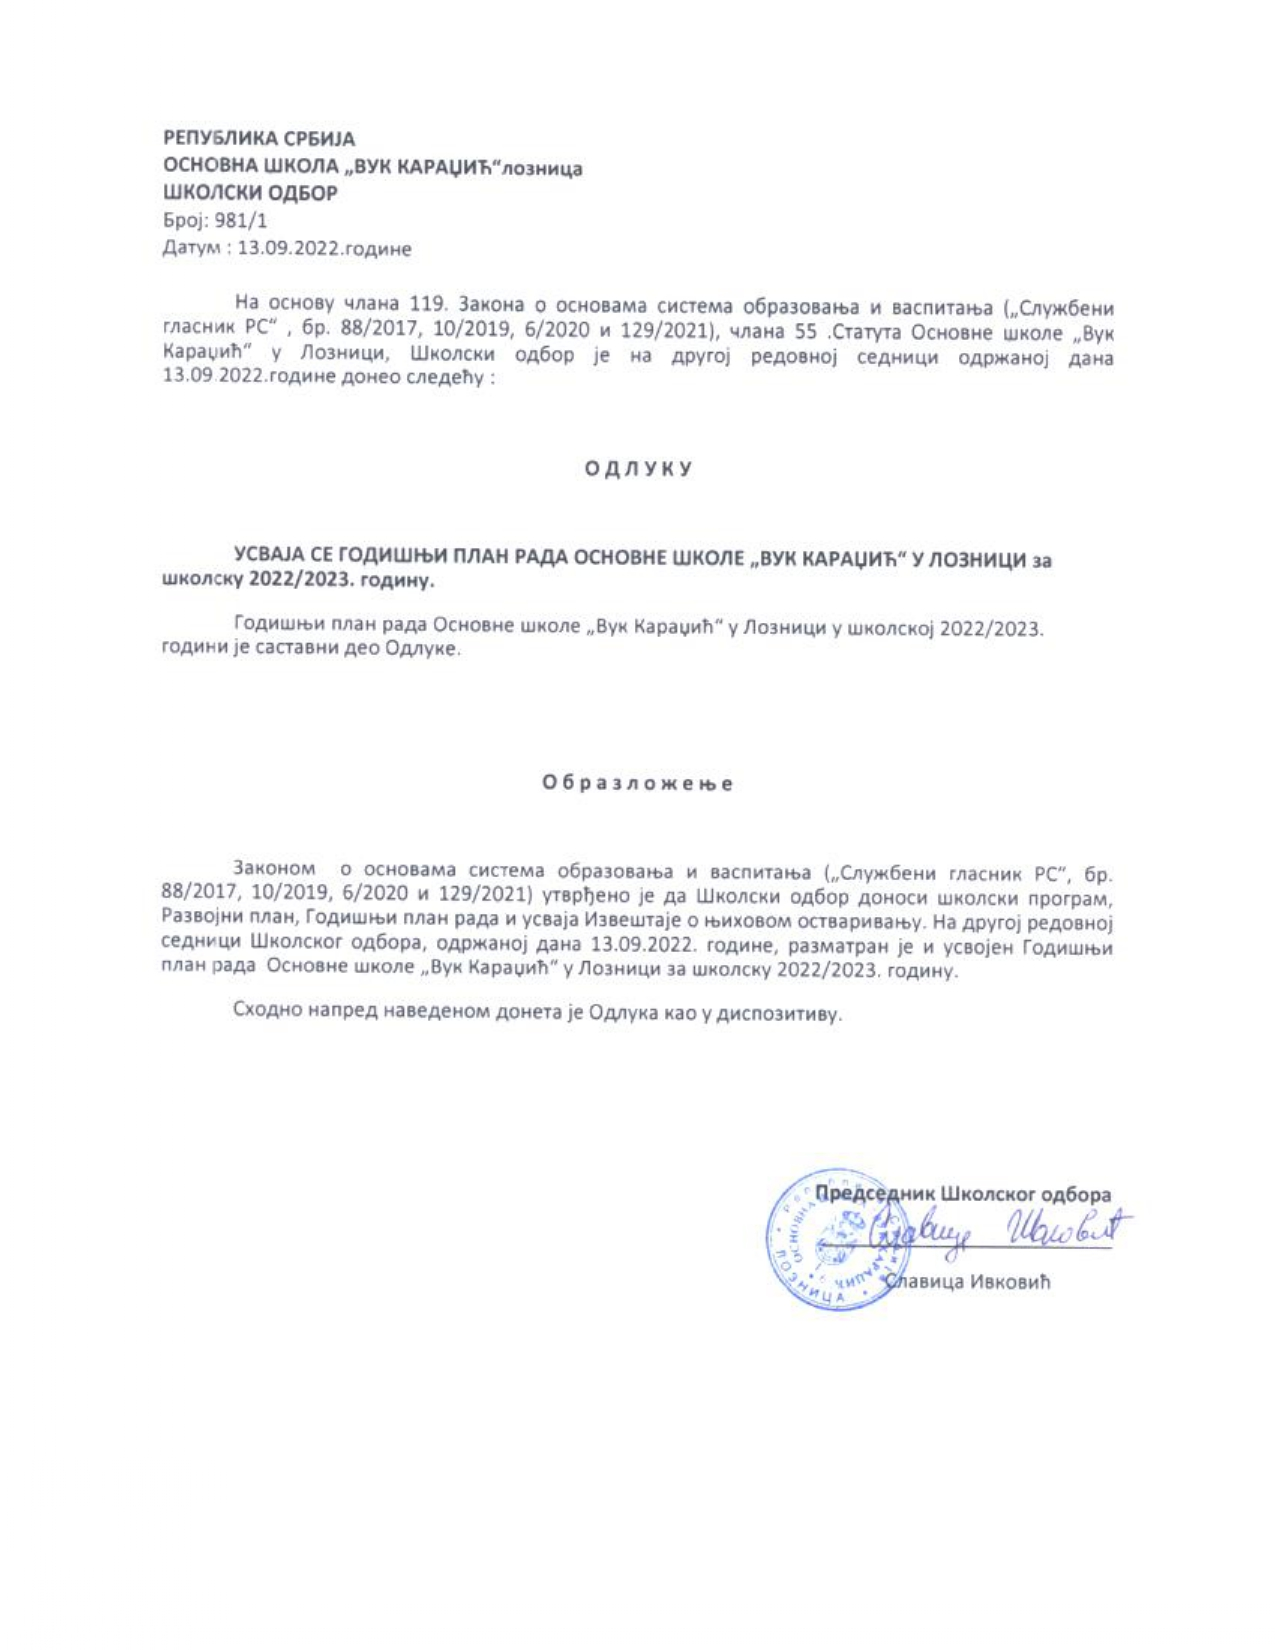 РЕПУБЛИКА СРБИЈА
ОСНОВНА ШКОЛА „ВУК КАРАЏИЋ“лозница
ШКОЛСКИ ОДБОР
Број: 981/1
Датум : 13.09.2022.године
На основу члана 119. Закона о основама система образовања и васпитања („Службени
гласник РС“ , бр. 88/2017, 10/2019, 6/2020 и 129/2021), члана 55 .Статута Основне школе „Вук
Караџић“ у Лозници, Школски одбор је на другој редовној седници одржаној дана
13.09.2022.године донео следећу :
О Д Л У К У
УСВАЈА СЕ ГОДИШЊИ ПЛАН РАДА ОСНОВНЕ ШКОЛЕ „ВУК КАРАЏИЋ“ У ЛОЗНИЦИ за
школску 2022/2023. годину.
Годишњи план рада Основне школе „Вук Караџић“ у Лозници у школској 2022/2023.
години је саставни део Одлуке.
О б р а з л о ж е њ е
Законом о основама система образовања и васпитања („Службени гласник РС“, бр.
88/2017, 10/2019, 6/2020 и 129/2021) утврђено је да Школски одбор доноси школски програм,
Развојни план, Годишњи план рада и усваја Извештаје о њиховом остваривању. На другој редовној
седници Школског одбора, одржаној дана 13.09.2022. године, разматран је и усвојен Годишњи
план рада Основне школе „Вук Караџић“ у Лозници за школску 2022/2023. годину.
Сходно напред наведеном донета је Одлука као у диспозитиву.
Председник Школског одбора
Славица Ивковић
ЛОЗНИЦА